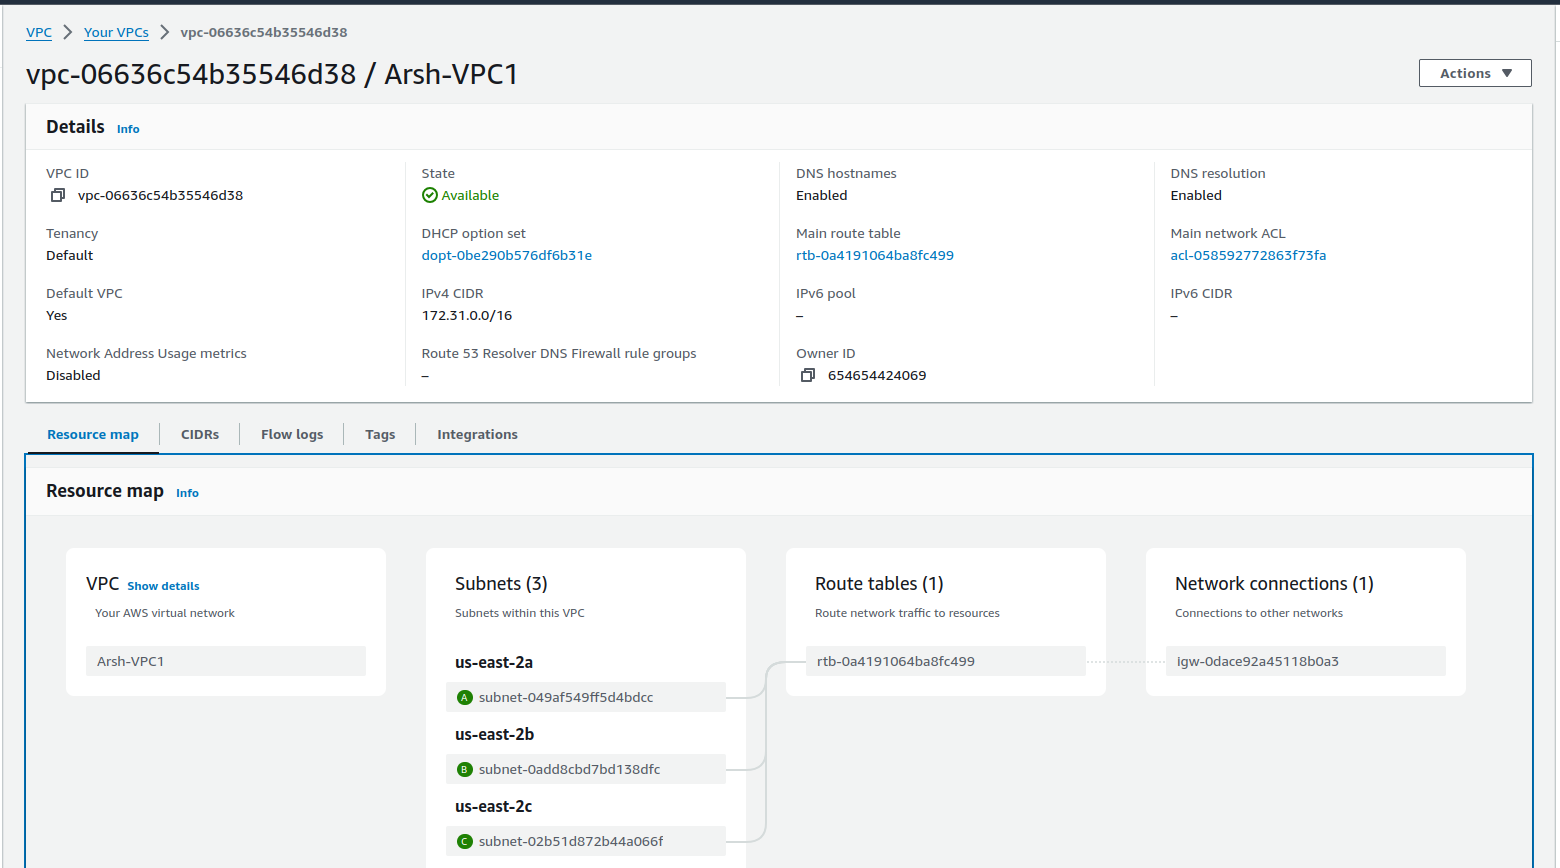 VPC > Your VPCs > vpc-06636c54b35546d38
vpc-06636c54b35546d38 / Arsh-VPC1
Actions ▼
Details Info
VPC ID
vpc-06636c54b35546d38
State
Available
DNS hostnames
Enabled
DNS resolution
Enabled
Tenancy
Default
DHCP option set
dopt-0be290b576df6b31e
Main route table
rtb-0a4191064ba8fc499
Main network ACL
acl-058592772863f73fa
Default VPC
Yes
IPv4 CIDR
172.31.0.0/16
IPv6 pool
–
IPv6 CIDR
–
Network Address Usage metrics
Disabled
Route 53 Resolver DNS Firewall rule groups
–
Owner ID
654654424069
Resource map CIDRs Flow logs Tags Integrations
Resource map Info
VPC Show details
Your AWS virtual network
Arsh-VPC1
Subnets (3)
Subnets within this VPC
us-east-2a
A subnet-049af549ff5d4bdcc
us-east-2b
B subnet-0add8cbd7bd138dfc
us-east-2c
C subnet-02b51d872b44a066f
Route tables (1)
Route network traffic to resources
rtb-0a4191064ba8fc499
Network connections (1)
Connections to other networks
igw-0dace92a45118b0a3